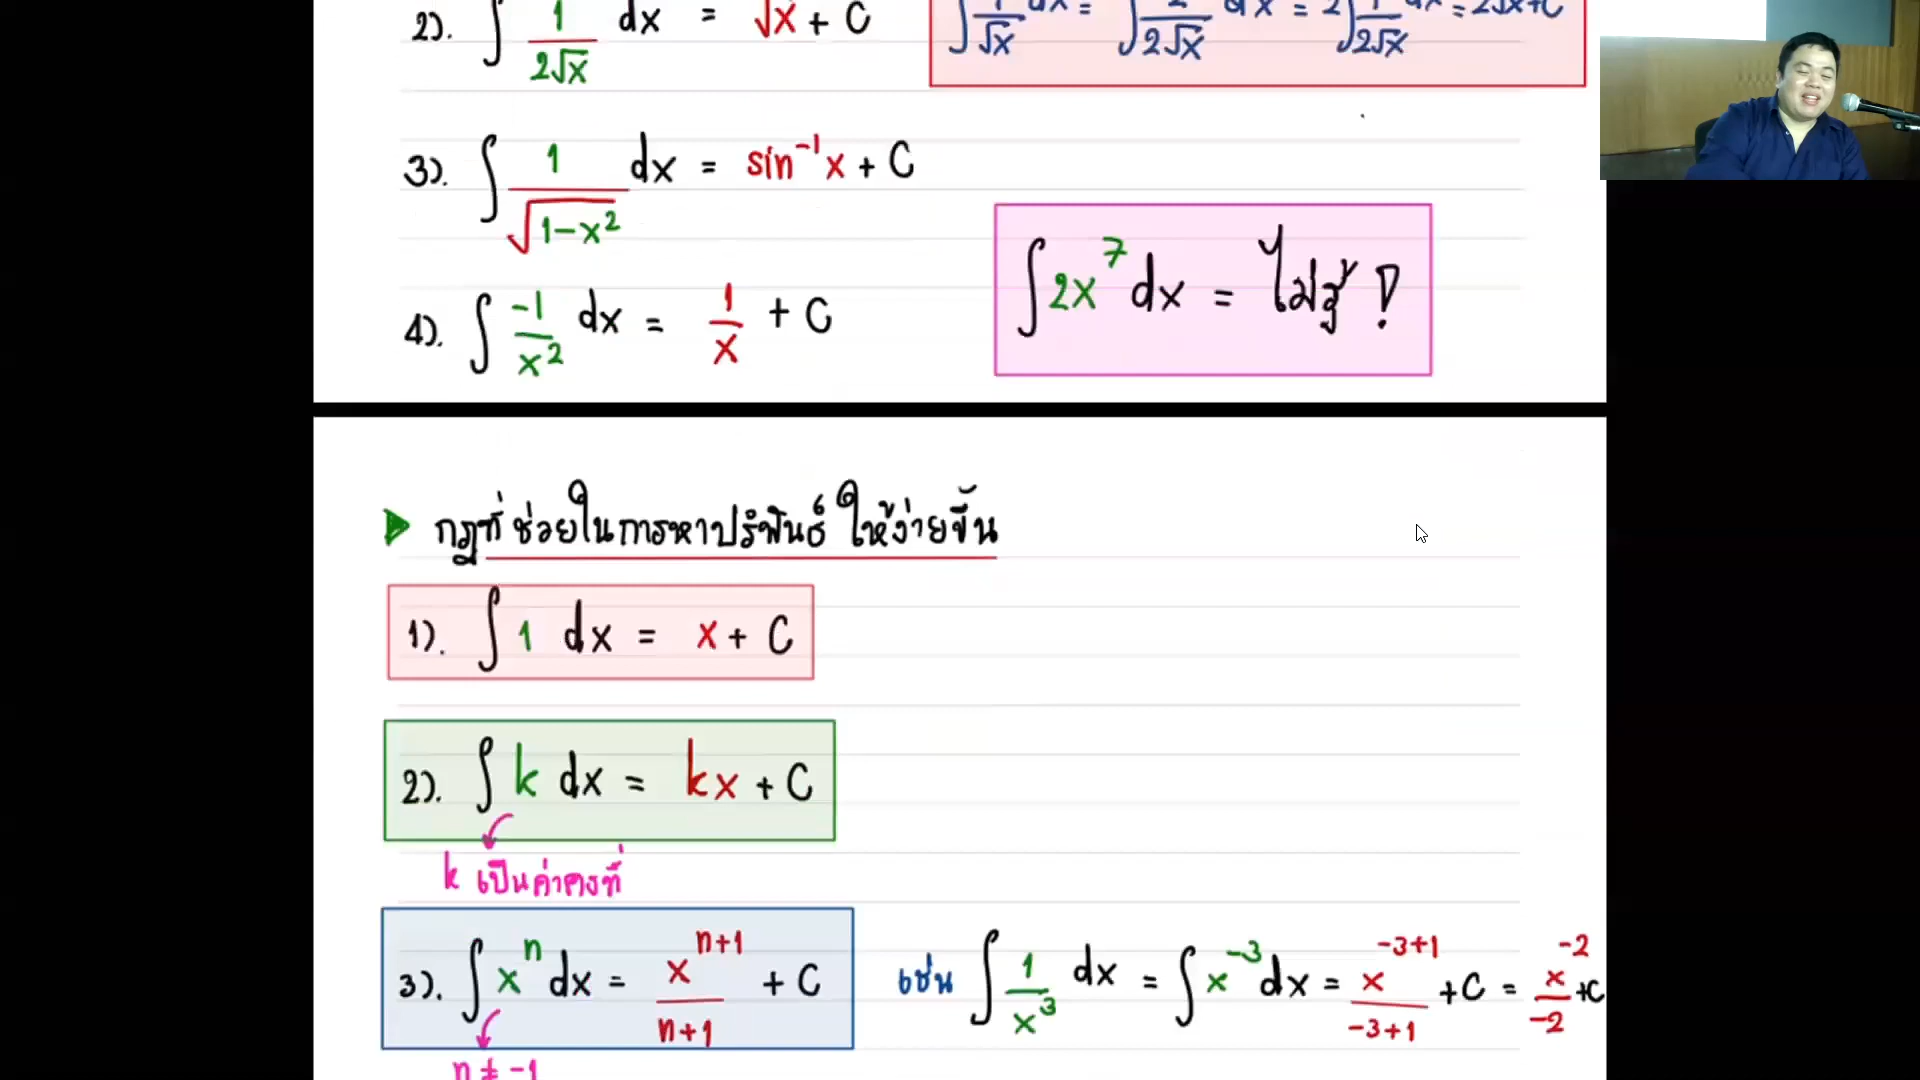 2). ∫ 1/(2√x) dx = √x + C
∫ 1/√x dx = ∫ 2/(2√x) dx = 2∫ 1/(2√x) dx = 2√x + C
3). ∫ 1/√(1-x²) dx = sin⁻¹x + C
∫ 2x⁷ dx = ไม่รู้ !
4). ∫ -1/x² dx = 1/x + C
กฎที่ช่วยในการหาปริพันธ์ ให้ง่ายขึ้น
1). ∫ 1 dx = x + C
2). ∫ k dx = kx + C
k เป็นค่าคงที่
3). ∫ xⁿ dx = xⁿ⁺¹/(n+1) + C
เช่น ∫ 1/x³ dx = ∫ x⁻³ dx = x⁻³⁺¹/(-3+1) + C = x⁻²/-2 + C
n ≠ -1